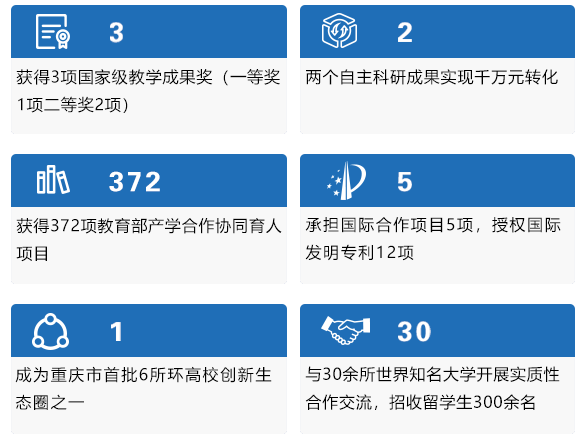 3
获得3项国家级教学成果奖（一等奖
1项二等奖2项）
2
两个自主科研成果实现千万元转化
372
获得372项教育部产学合作协同育人
项目
5
承担国际合作项目5项，授权国际
发明专利12项
1
成为重庆市首批6所环高校创新生
态圈之一
30
与30余所世界知名大学开展实质性
合作交流，招收留学生300余名